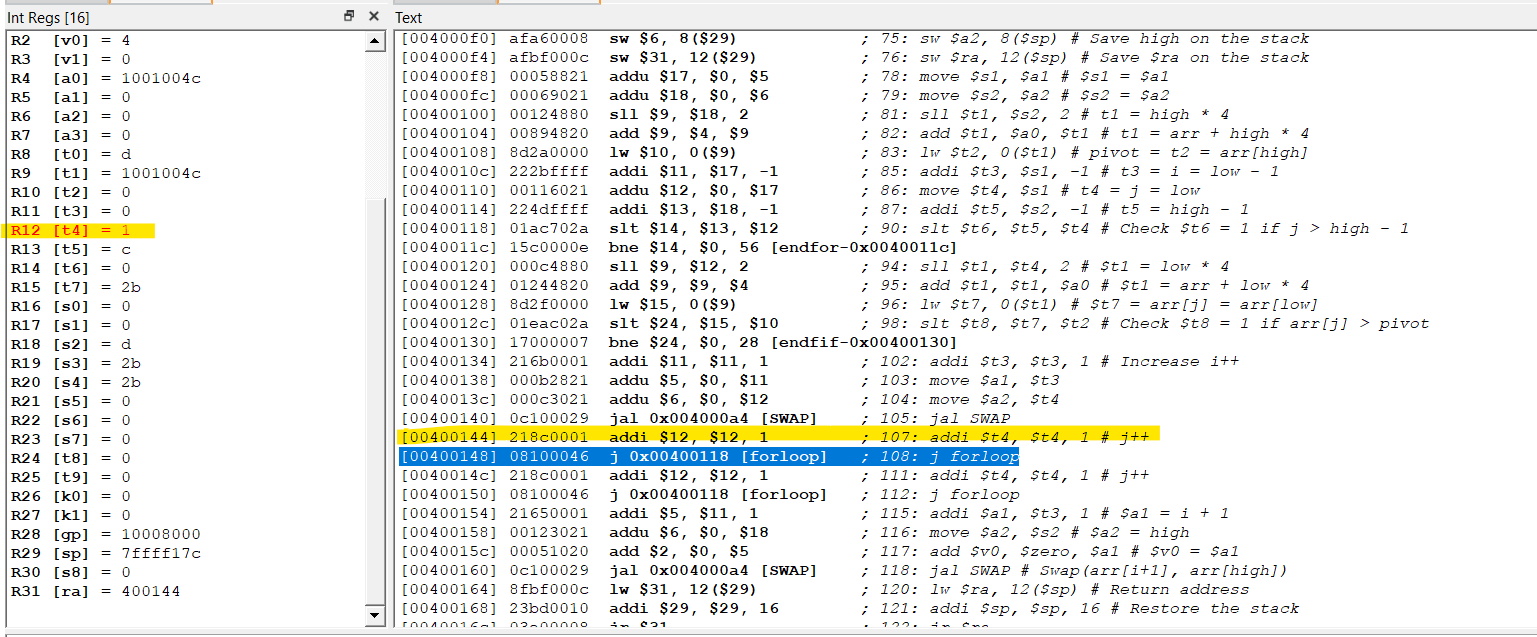 Int Regs [16]
R2 [v0] = 4
R3 [v1] = 0
R4 [a0] = 1001004c
R5 [a1] = 0
R6 [a2] = 0
R7 [a3] = 0
R8 [t0] = d
R9 [t1] = 1001004c
R10 [t2] = 0
R11 [t3] = 0
R12 [t4] = 1
R13 [t5] = c
R14 [t6] = 0
R15 [t7] = 2b
R16 [s0] = 0
R17 [s1] = 0
R18 [s2] = d
R19 [s3] = 2b
R20 [s4] = 2b
R21 [s5] = 0
R22 [s6] = 0
R23 [s7] = 0
R24 [t8] = 0
R25 [t9] = 0
R26 [k0] = 0
R27 [k1] = 0
R28 [gp] = 10008000
R29 [sp] = 7ffff17c
R30 [s8] = 0
R31 [ra] = 400144
Text
[004000f0] afa60008 sw $6, 8($29) ; 75: sw $a2, 8($sp) # Save high on the stack
[004000f4] afbf000c sw $31, 12($29) ; 76: sw $ra, 12($sp) # Save $ra on the stack
[004000f8] 00058821 addu $17, $0, $5 ; 78: move $s1, $a1 # $s1 = $a1
[004000fc] 00069021 addu $18, $0, $6 ; 79: move $s2, $a2 # $s2 = $a2
[00400100] 00124880 sll $9, $18, 2 ; 81: sll $t1, $s2, 2 # t1 = high * 4
[00400104] 00894820 add $9, $4, $9 ; 82: add $t1, $a0, $t1 # t1 = arr + high * 4
[00400108] 8d2a0000 lw $10, 0($9) ; 83: lw $t2, 0($t1) # pivot = t2 = arr[high]
[0040010c] 222bffff addi $11, $17, -1 ; 85: addi $t3, $s1, -1 # t3 = i = low - 1
[00400110] 00116021 addu $12, $0, $17 ; 86: move $t4, $s1 # t4 = j = low
[00400114] 224dffff addi $13, $18, -1 ; 87: addi $t5, $s2, -1 # t5 = high - 1
[00400118] 01ac702a slt $14, $13, $12 ; 90: slt $t6, $t5, $t4 # Check $t6 = 1 if j > high - 1
[0040011c] 15c0000e bne $14, $0, 56 [endfor-0x0040011c]
[00400120] 000c4880 sll $9, $12, 2 ; 94: sll $t1, $t4, 2 # $t1 = low * 4
[00400124] 01244820 add $9, $9, $4 ; 95: add $t1, $t1, $a0 # $t1 = arr + low * 4
[00400128] 8d2f0000 lw $15, 0($9) ; 96: lw $t7, 0($t1) # $t7 = arr[j] = arr[low]
[0040012c] 01eac02a slt $24, $15, $10 ; 98: slt $t8, $t7, $t2 # Check $t8 = 1 if arr[j] > pivot
[00400130] 17000007 bne $24, $0, 28 [endfif-0x00400130]
[00400134] 216b0001 addi $11, $11, 1 ; 102: addi $t3, $t3, 1 # Increase i++
[00400138] 000b2821 addu $5, $0, $11 ; 103: move $a1, $t3
[0040013c] 000c3021 addu $6, $0, $12 ; 104: move $a2, $t4
[00400140] 0c100029 jal 0x004000a4 [SWAP] ; 105: jal SWAP
[00400144] 218c0001 addi $12, $12, 1 ; 107: addi $t4, $t4, 1 # j++
[00400148] 08100046 j 0x00400118 [forloop] ; 108: j forloop
[0040014c] 218c0001 addi $12, $12, 1 ; 111: addi $t4, $t4, 1 # j++
[00400150] 08100046 j 0x00400118 [forloop] ; 112: j forloop
[00400154] 21650001 addi $5, $11, 1 ; 115: addi $a1, $t3, 1 # $a1 = i + 1
[00400158] 00123021 addu $6, $0, $18 ; 116: move $a2, $s2 # $a2 = high
[0040015c] 00051020 add $2, $0, $5 ; 117: add $v0, $zero, $a1 # $v0 = $a1
[00400160] 0c100029 jal 0x004000a4 [SWAP] ; 118: jal SWAP # Swap(arr[i+1], arr[high])
[00400164] 8fbf000c lw $31, 12($29) ; 120: lw $ra, 12($sp) # Return address
[00400168] 23bd0010 addi $29, $29, 16 ; 121: addi $sp, $sp, 16 # Restore the stack